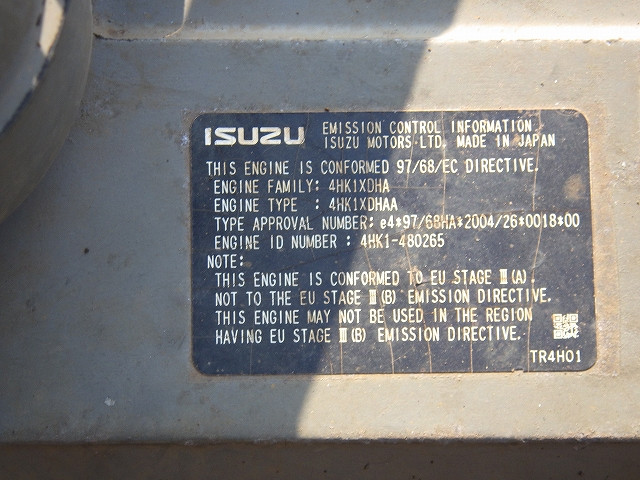 ISUZU EMISSION CONTROL INFORMATION
ISUZU MOTORS LTD. MADE IN JAPAN
THIS ENGINE IS CONFORMED 97/68/EC DIRECTIVE.
ENGINE FAMILY: 4HK1XDHA
ENGINE TYPE : 4HK1XDHAA
TYPE APPROVAL NUMBER: e4*97/68HA*2004/26*0018*00
ENGINE ID NUMBER : 4HK1-480265
NOTE:
THIS ENGINE IS CONFORMED TO EU STAGE Ⅲ(A).
NOT TO THE EU STAGE Ⅲ(B) EMISSION DIRECTIVE.
THIS ENGINE MAY NOT BE USED IN THE REGION
HAVING EU STAGE Ⅲ(B) EMISSION DIRECTIVE.
TR4H01